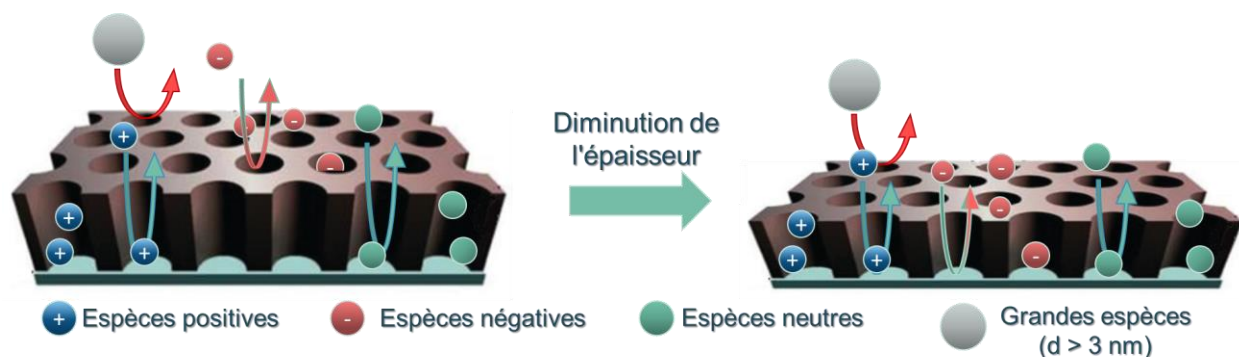 Diminution de
l'épaisseur
+ Espèces positives
- Espèces négatives
Espèces neutres
Grandes espèces
(d > 3 nm)